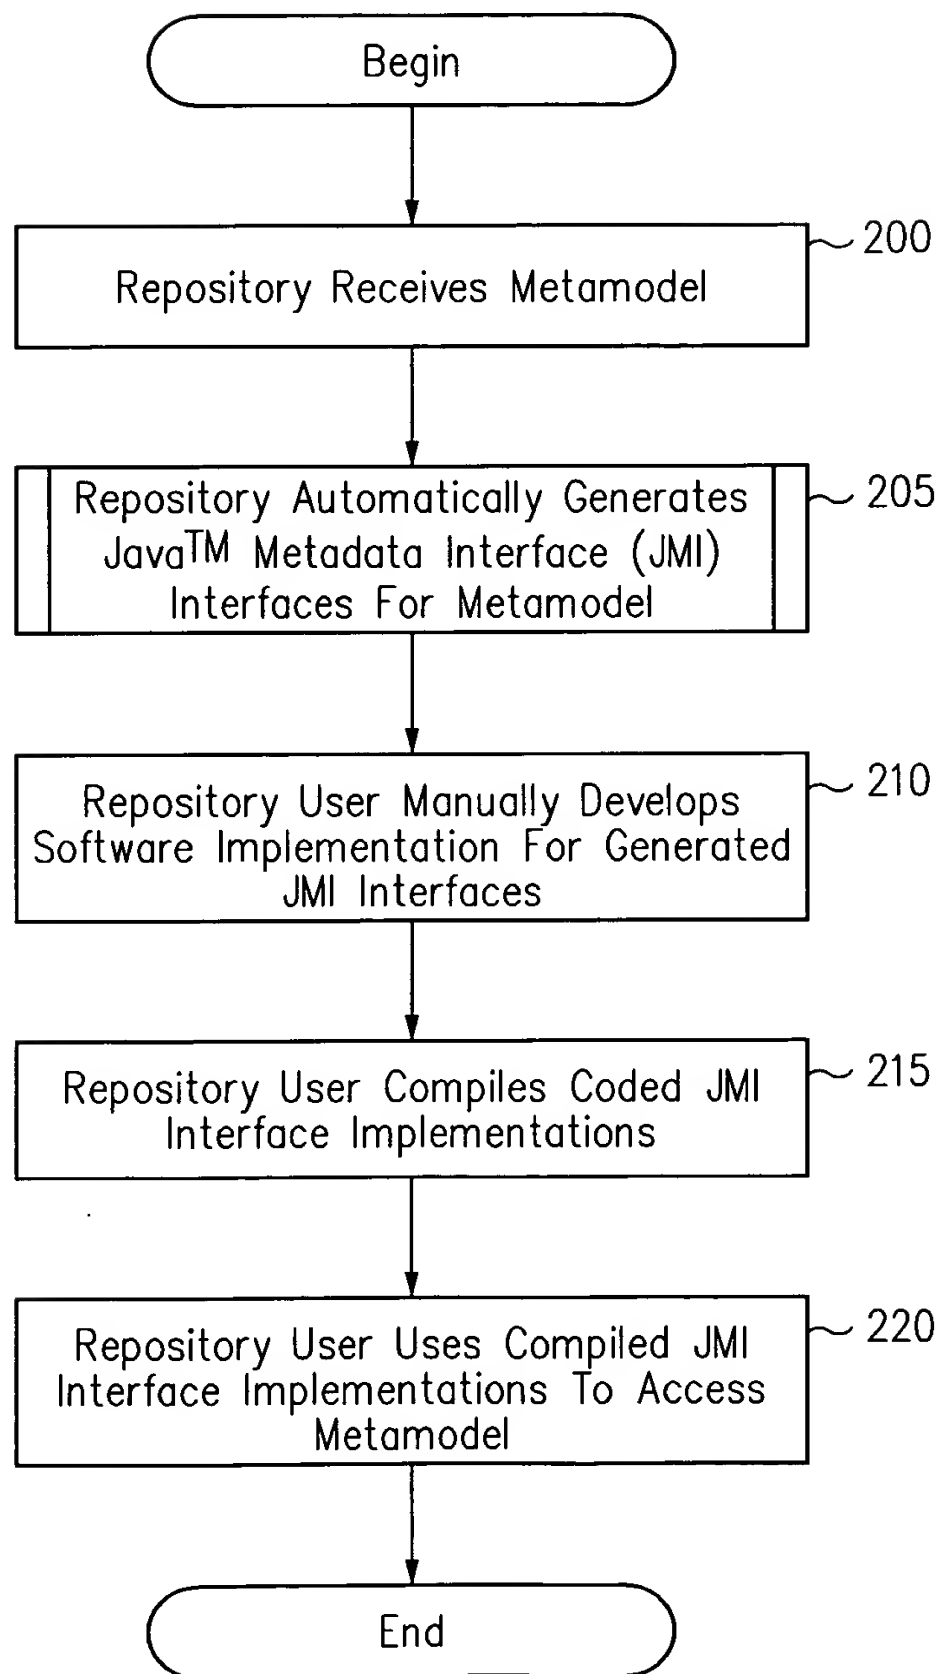 Begin
200
Repository Receives Metamodel
205
Repository Automatically Generates
Java™ Metadata Interface (JMI)
Interfaces For Metamodel
210
Repository User Manually Develops
Software Implementation For Generated
JMI Interfaces
215
Repository User Compiles Coded JMI
Interface Implementations
220
Repository User Uses Compiled JMI
Interface Implementations To Access
Metamodel
End